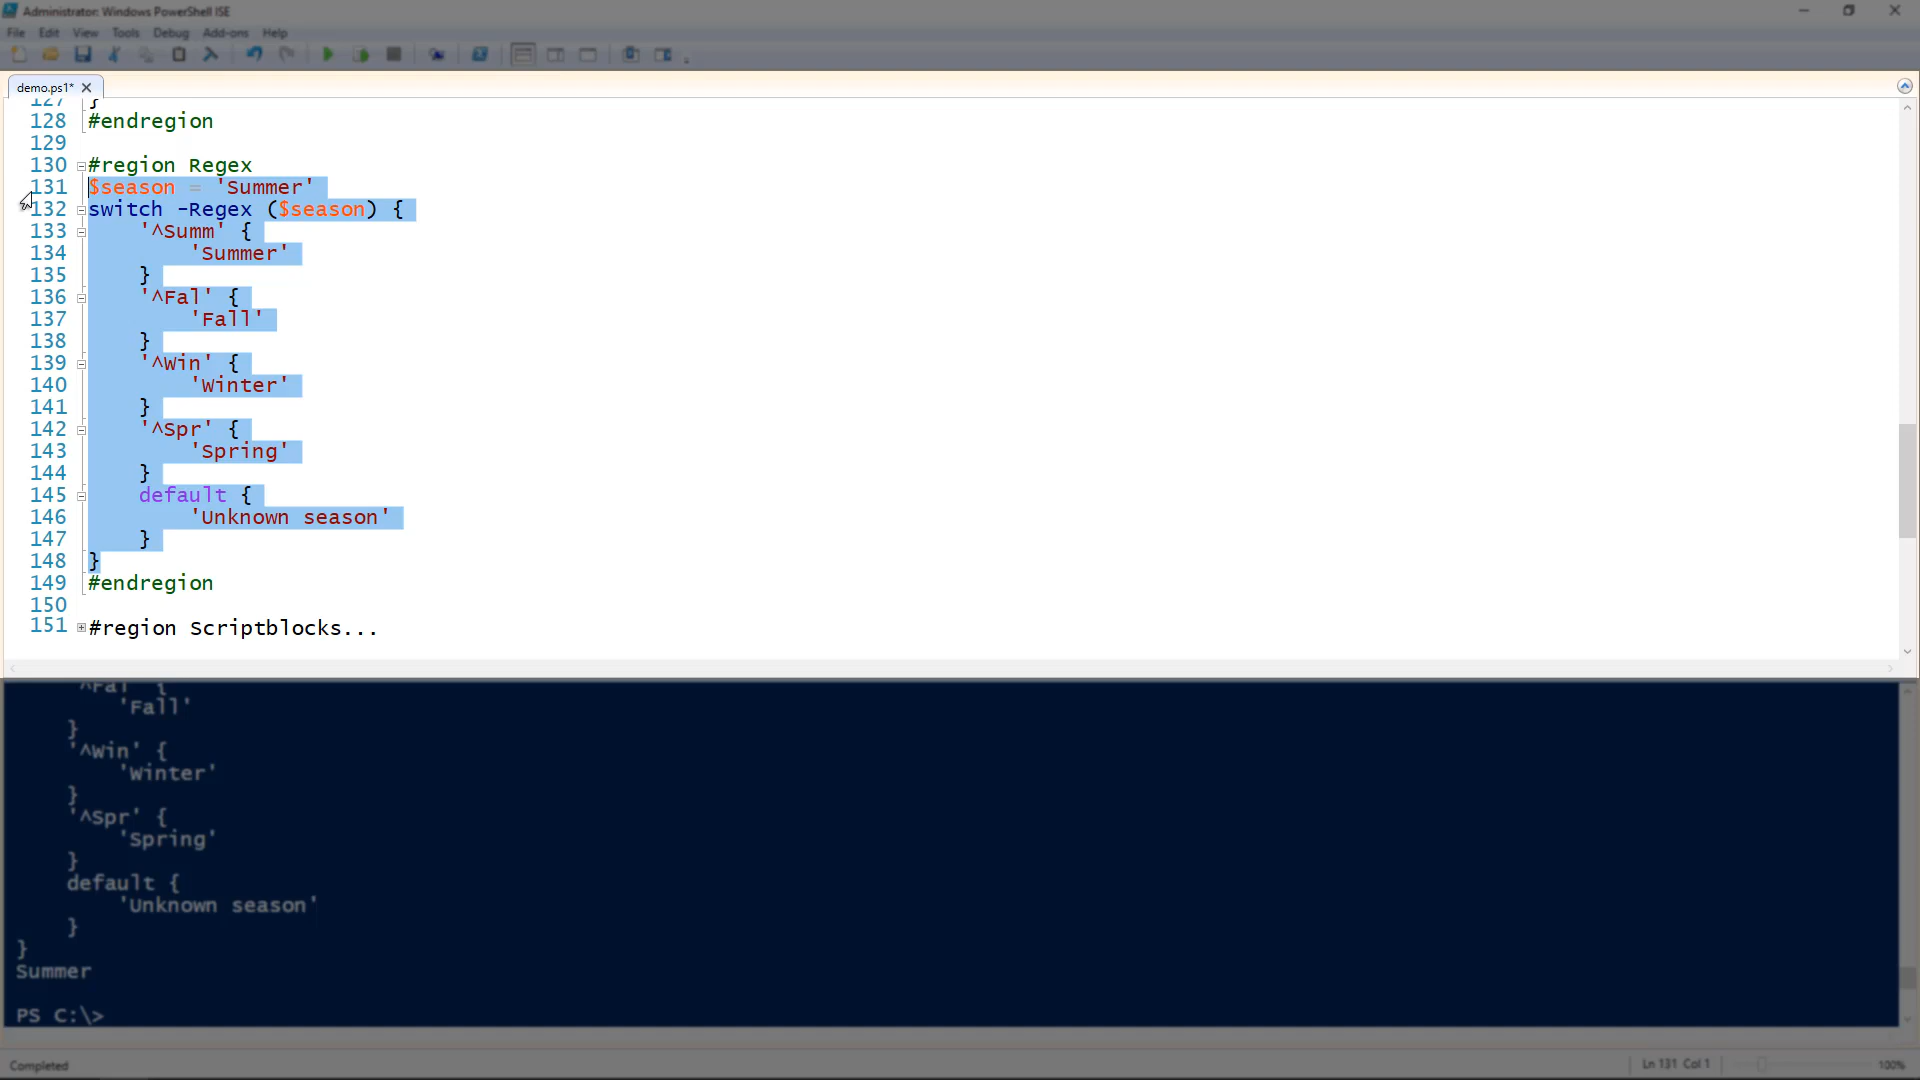 Administrator: Windows PowerShell ISE
File Edit View Tools Debug Add-ons Help
demo.ps1*
127 }
128 #endregion
129
130 #region Regex
131 $season = 'Summer'
132 switch -Regex ($season) {
133 '^Summ' {
134 'Summer'
135 }
136 '^Fal' {
137 'Fall'
138 }
139 '^Win' {
140 'Winter'
141 }
142 '^Spr' {
143 'Spring'
144 }
145 default {
146 'Unknown season'
147 }
148 }
149 #endregion
150
151 #region Scriptblocks...
'^Fal' {
'Fall'
}
'^Win' {
'Winter'
}
'^Spr' {
'Spring'
}
default {
'Unknown season'
}
}
Summer
PS C:\>
Completed
Ln 131 Col 1
100%